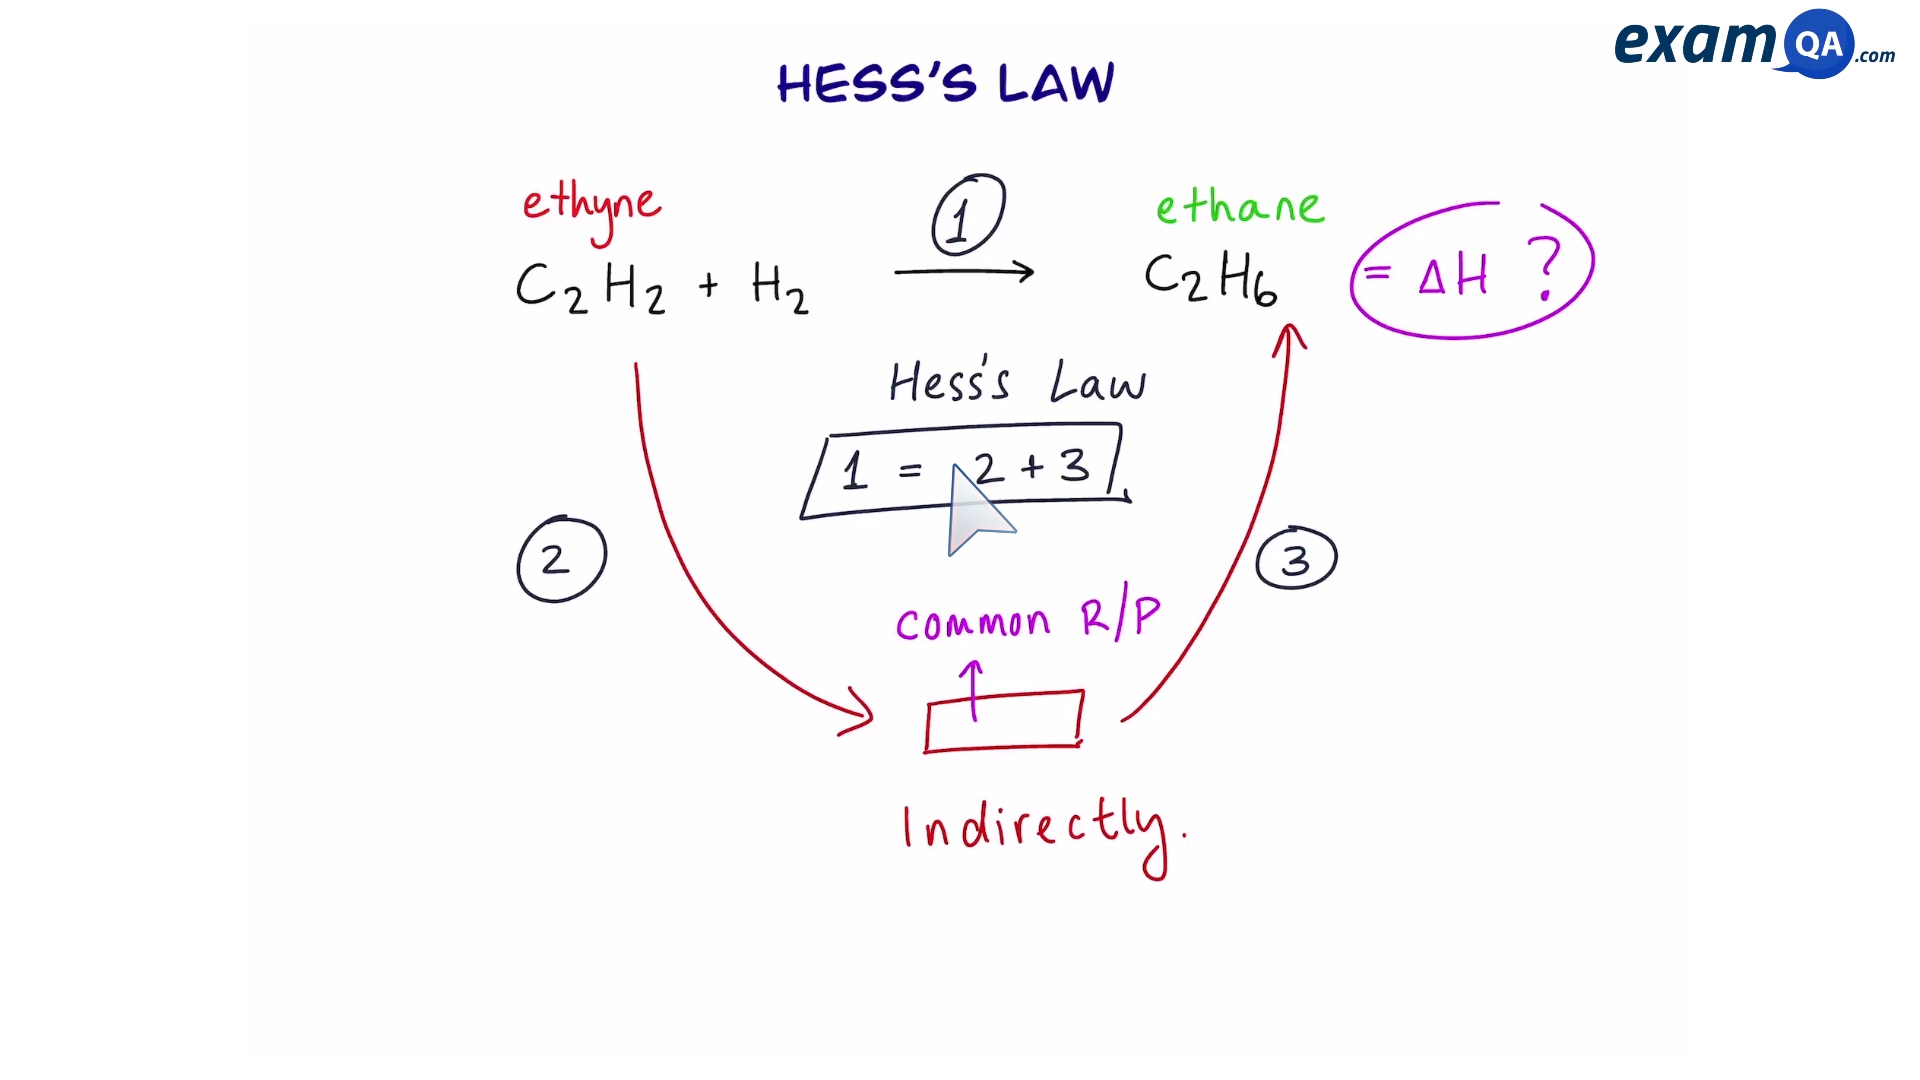 examQA.com
HESS'S LAW
1
ethyne
ethane
C₂H₂ + H₂
C₂H₆
= ΔH ?
Hess's Law
1 = 2 + 3
2
3
common R/P
Indirectly.